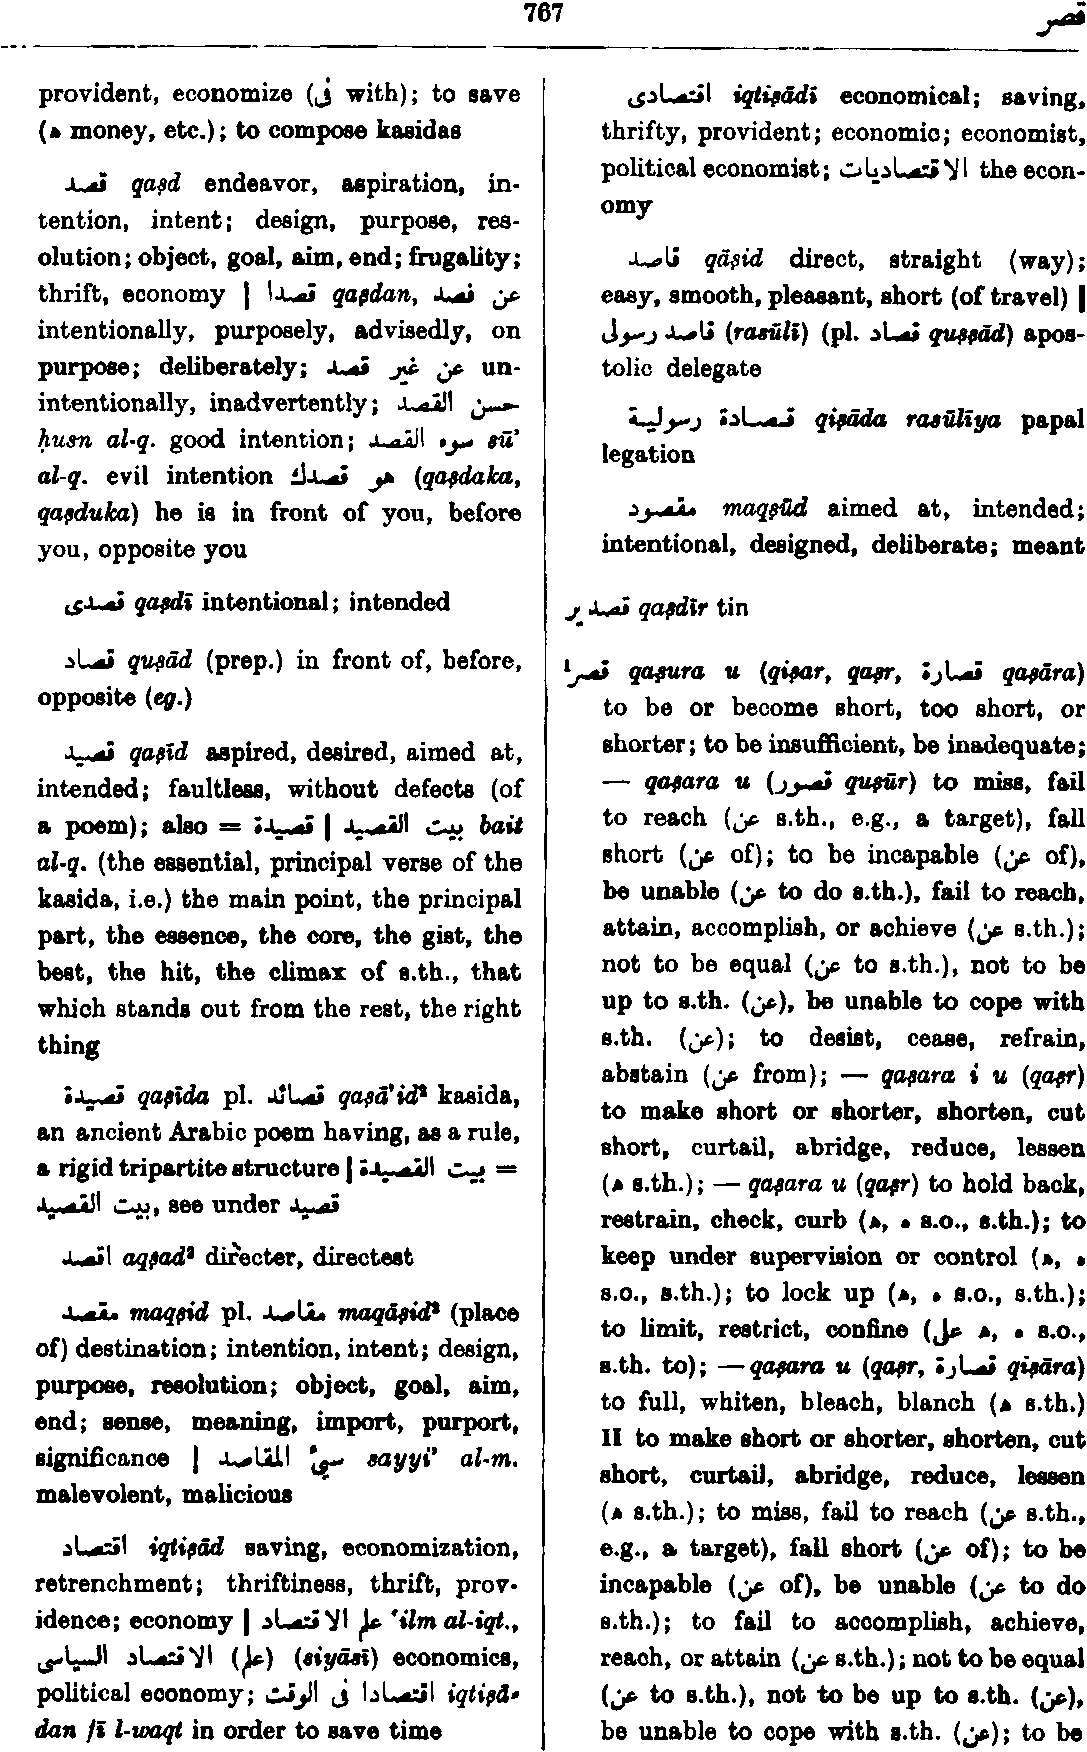 767
قصر
provident, economize (فى with); to save
(ه money, etc.); to compose kasidas
قصد qaṣd endeavor, aspiration, in-
tention, intent; design, purpose, res-
olution; object, goal, aim, end; frugality;
thrift, economy | قصدا qaṣdan, عن قصد
intentionally, purposely, advisedly, on
purpose; deliberately; عن غير قصد un-
intentionally, inadvertently; حسن القصد
ḥusn al-q. good intention; سوء القصد sū’
al-q. evil intention هو قصدك (qaṣdaka,
qaṣduka) he is in front of you, before
you, opposite you
قصدى qaṣdī intentional; intended
قصاد quṣād (prep.) in front of, before,
opposite (eg.)
قصيد qaṣīd aspired, desired, aimed at,
intended; faultless, without defects (of
a poem); also = قصيدة | بيت القصيد bait
al-q. (the essential, principal verse of the
kasida, i.e.) the main point, the principal
part, the essence, the core, the gist, the
best, the hit, the climax of s.th., that
which stands out from the rest, the right
thing
قصيدة qaṣīda pl. قصائد qaṣā’id² kasida,
an ancient Arabic poem having, as a rule,
a rigid tripartite structure | بيت القصيدة =
بيت القصيد, see under قصيد
اقصد aqṣad² directer, directest
مقصد maqṣid pl. مقاصد maqāṣid² (place
of) destination; intention, intent; design,
purpose, resolution; object, goal, aim,
end; sense, meaning, import, purport,
significance | سيئ المقاصد sayyi’ al-m.
malevolent, malicious
اقتصاد iqtiṣād saving, economization,
retrenchment; thriftiness, thrift, prov-
idence; economy | علم الاقتصاد ‘ilm al-iqt.,
(علم) الاقتصاد السياسى (siyāsī) economics,
political economy; اقتصادا فى الوقت iqtiṣā-
dan fī l-waqt in order to save time
اقتصادى iqtiṣādī economical; saving,
thrifty, provident; economic; economist,
political economist; الاقتصاديات the econ-
omy
قاصد qāṣid direct, straight (way);
easy, smooth, pleasant, short (of travel) |
قاصد رسولى (rasūlī) (pl. قصاد quṣṣād) apos-
tolic delegate
قصادة رسولية qiṣāda rasūlīya papal
legation
مقصود maqṣūd aimed at, intended;
intentional, designed, deliberate; meant
قصدير qaṣdīr tin
قصر¹ qaṣura u (qiṣar, qaṣr, قصارة qaṣāra)
to be or become short, too short, or
shorter; to be insufficient, be inadequate;
— qaṣara u (قصور quṣūr) to miss, fail
to reach (عن s.th., e.g., a target), fall
short (عن of); to be incapable (عن of),
be unable (عن to do s.th.), fail to reach,
attain, accomplish, or achieve (عن s.th.);
not to be equal (عن to s.th.), not to be
up to s.th. (عن), be unable to cope with
s.th. (عن); to desist, cease, refrain,
abstain (عن from); — qaṣara i u (qaṣr)
to make short or shorter, shorten, cut
short, curtail, abridge, reduce, lessen
(ه s.th.); — qaṣara u (qaṣr) to hold back,
restrain, check, curb (ه, ه s.o., s.th.); to
keep under supervision or control (ه, ه
s.o., s.th.); to lock up (ه, ه s.o., s.th.);
to limit, restrict, confine (على ه, ه s.o.,
s.th. to); — qaṣara u (qaṣr, قصارة qiṣāra)
to full, whiten, bleach, blanch (ه s.th.)
II to make short or shorter, shorten, cut
short, curtail, abridge, reduce, lessen
(ه s.th.); to miss, fail to reach (عن s.th.,
e.g., a target), fall short (عن of); to be
incapable (عن of), be unable (عن to do
s.th.); to fail to accomplish, achieve,
reach, or attain (عن s.th.); not to be equal
(عن to s.th.), not to be up to s.th. (عن),
be unable to cope with s.th. (عن); to be